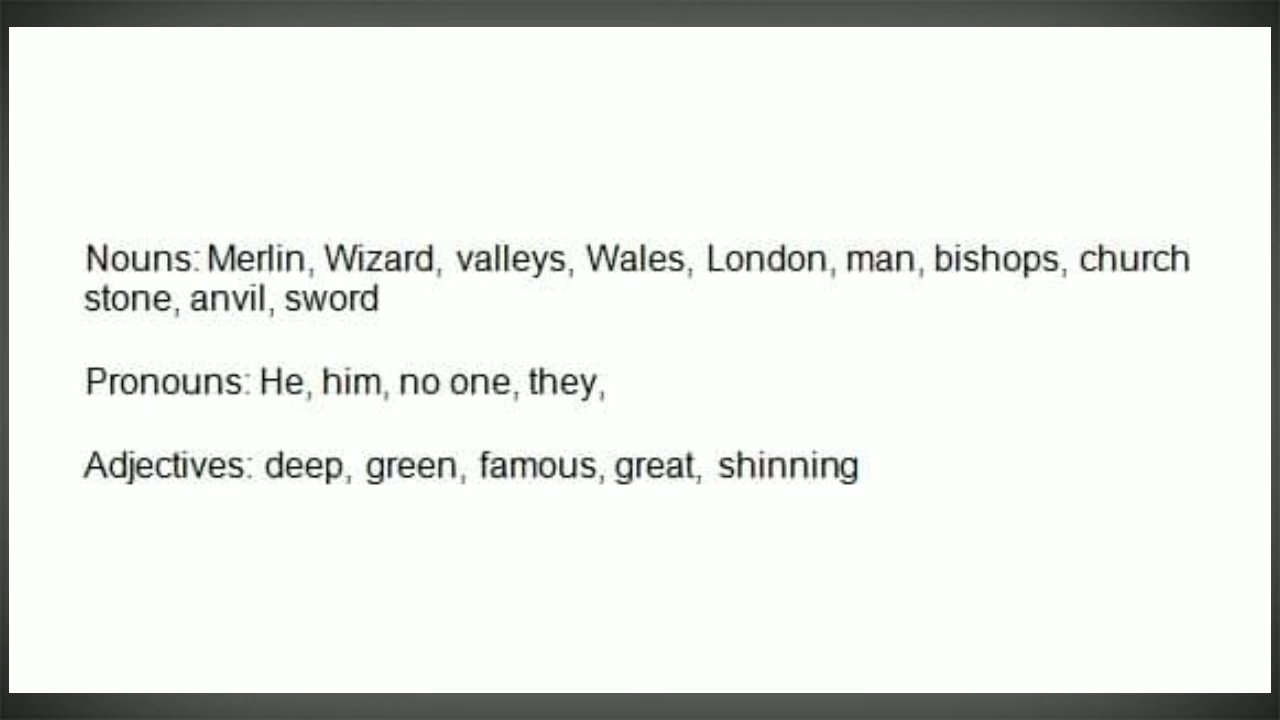 Nouns: Merlin, Wizard, valleys, Wales, London, man, bishops, church
stone, anvil, sword
Pronouns: He, him, no one, they,
Adjectives: deep, green, famous, great, shinning